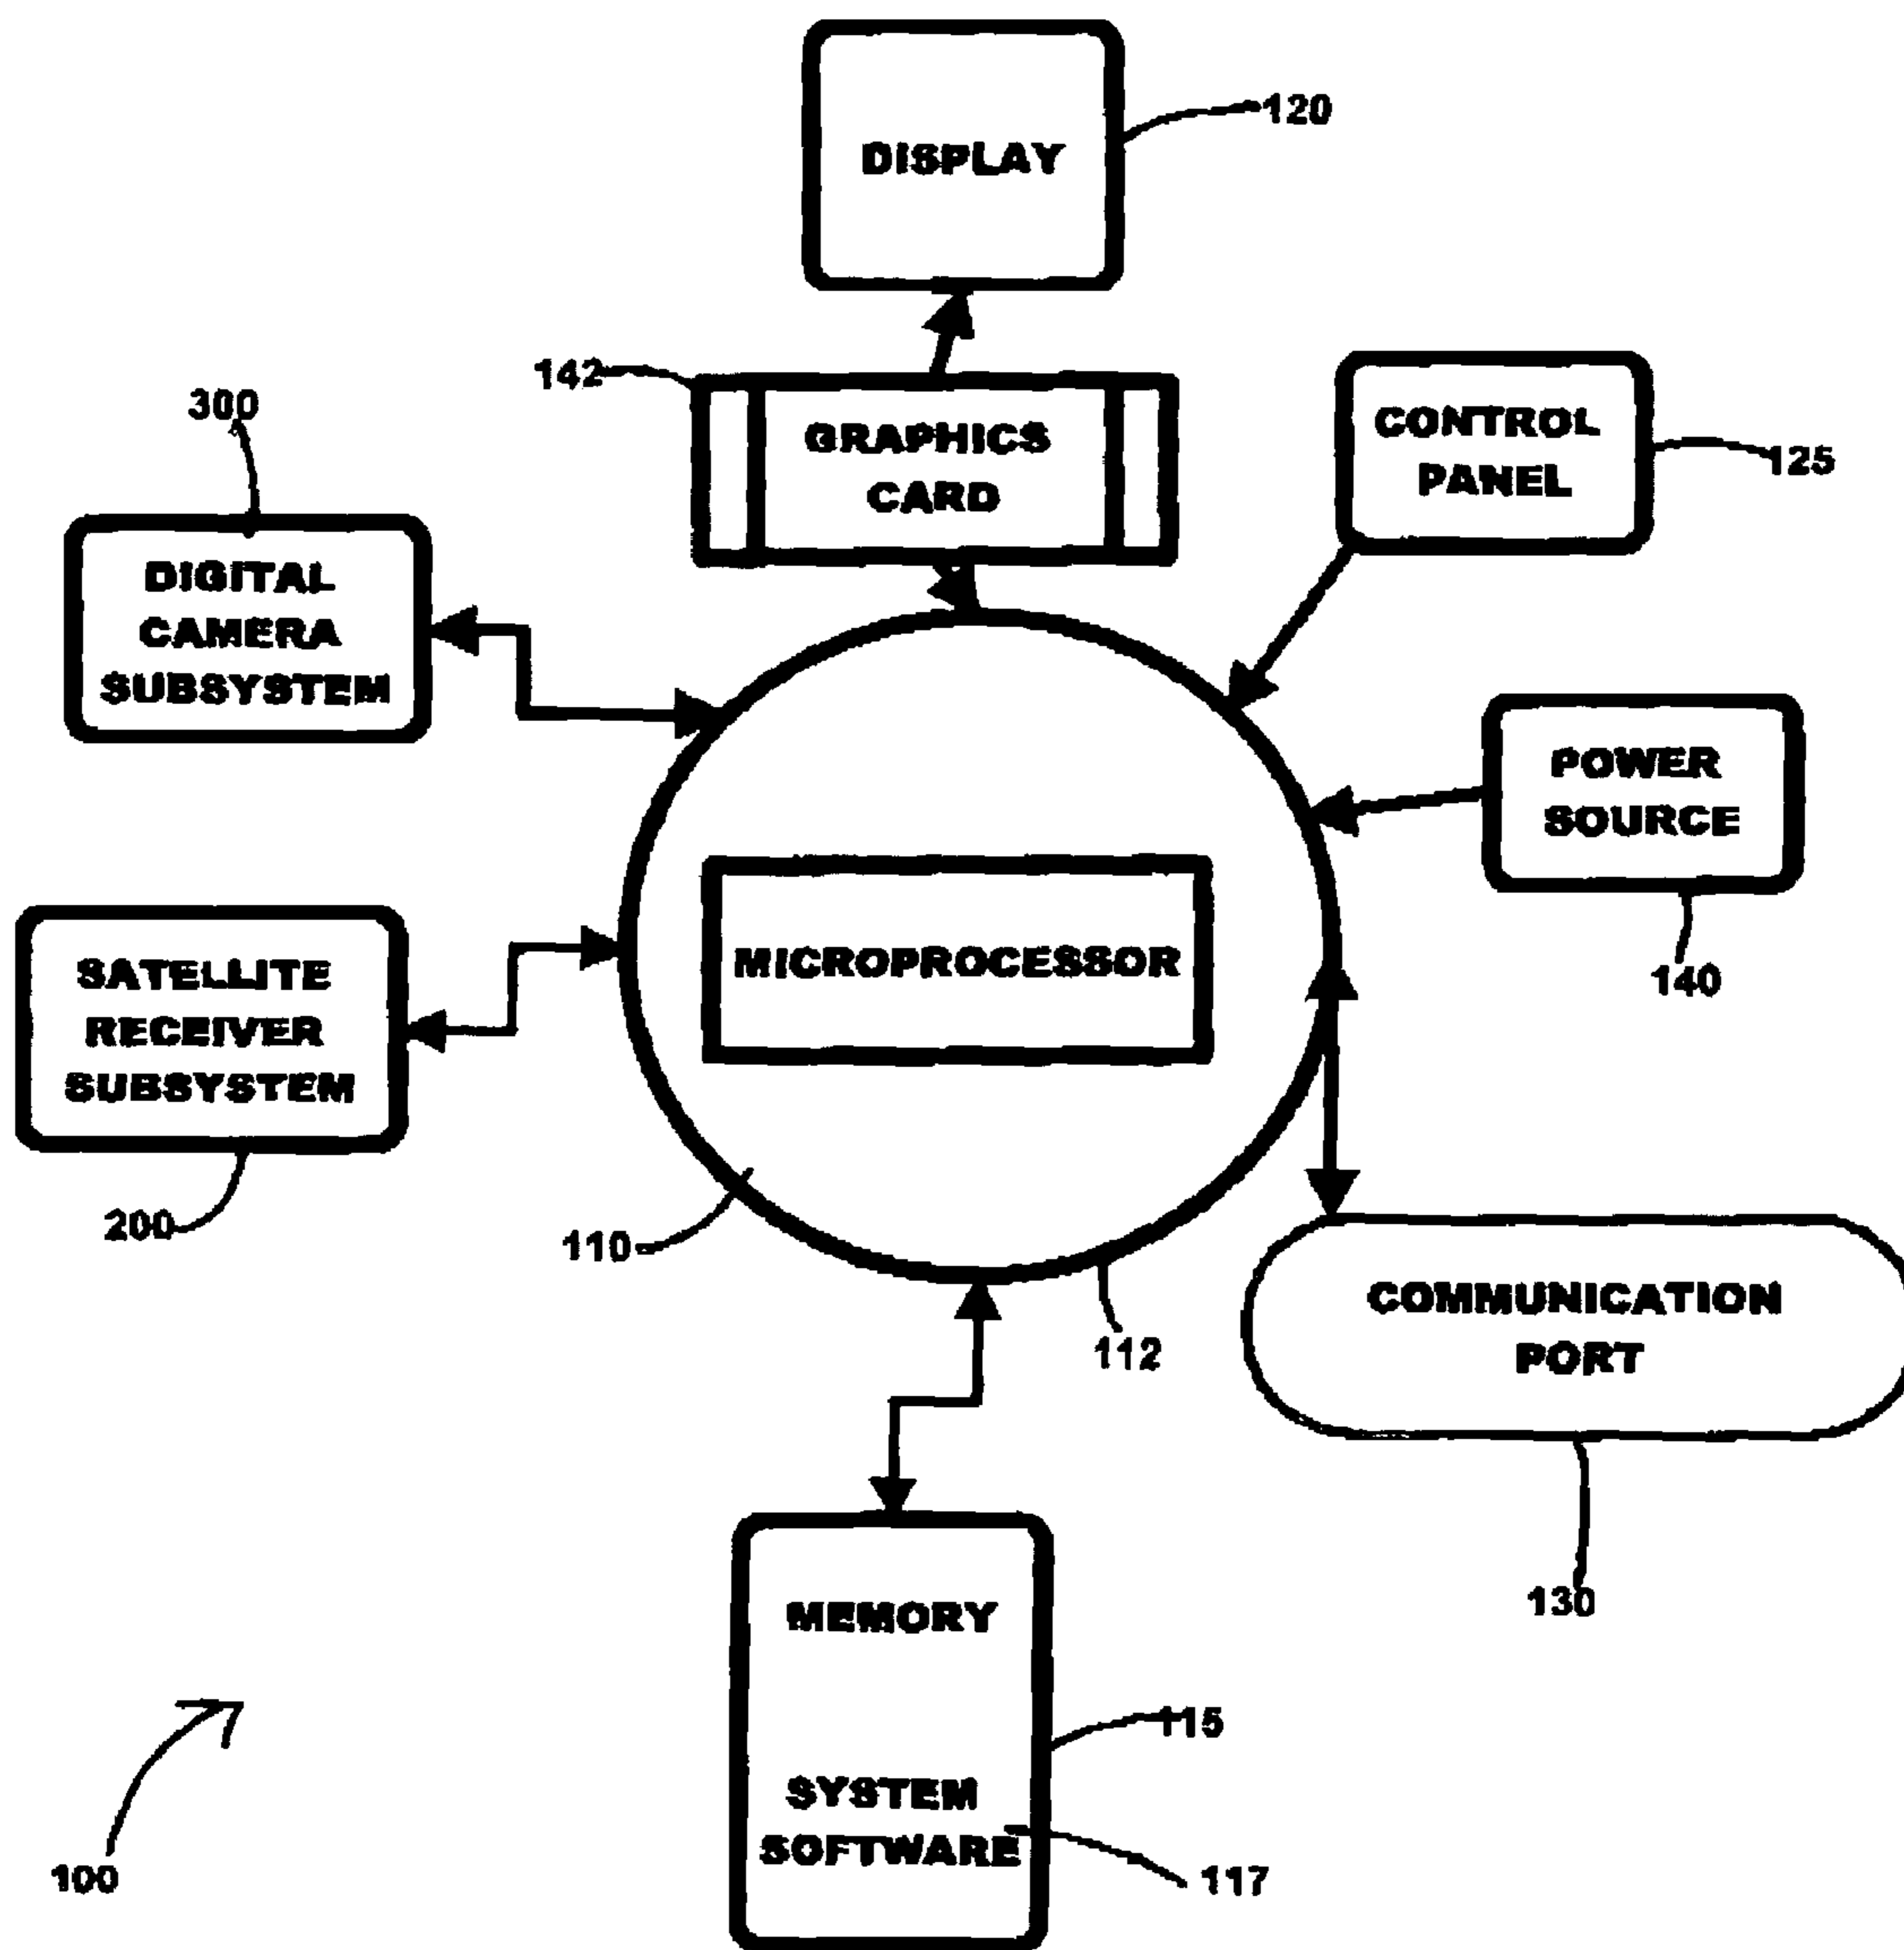 DISPLAY
120
142
GRAPHICS
CARD
CONTROL
PANEL
125
300
DIGITAL
CAMERA
SUBSYSTEM
POWER
SOURCE
140
MICROPROCESSOR
SATELLITE
RECEIVER
SUBSYSTEM
200
110
112
COMMUNICATION
PORT
130
MEMORY
115
SYSTEM
SOFTWARE
117
100